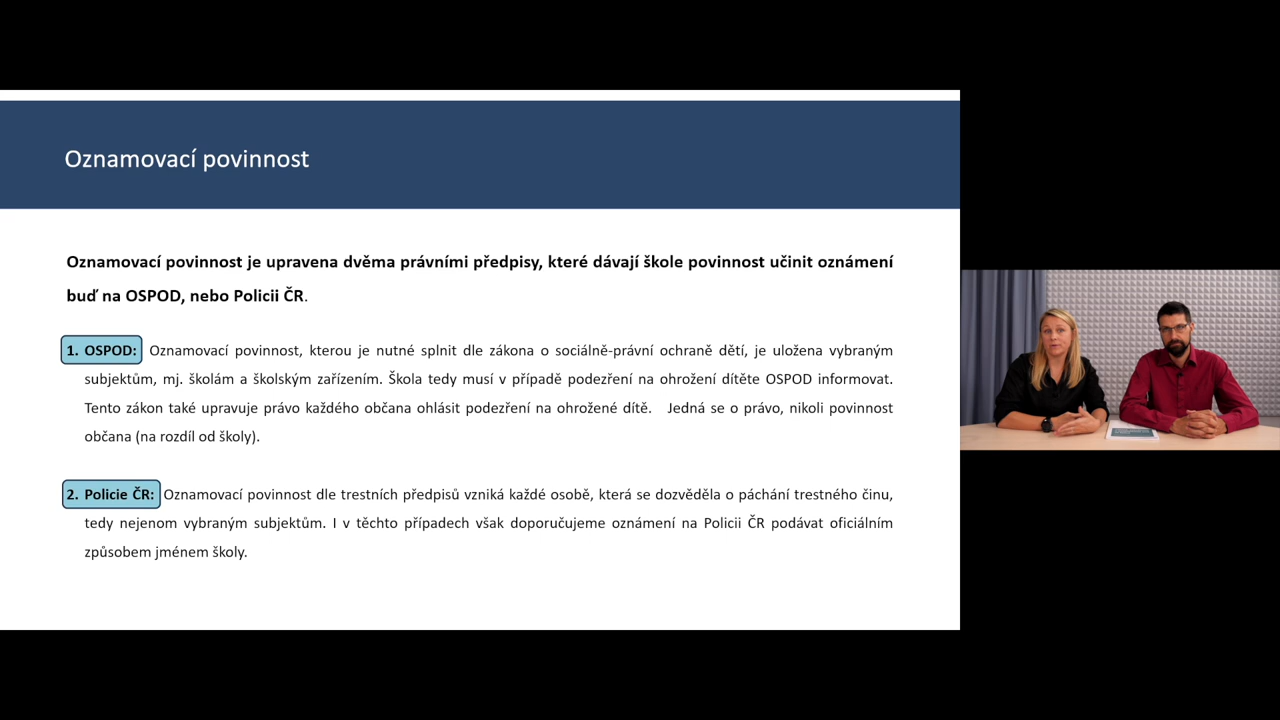 Oznamovací povinnost
Oznamovací povinnost je upravena dvěma právními předpisy, které dávají škole povinnost učinit oznámení
buď na OSPOD, nebo Policii ČR.
1. OSPOD: Oznamovací povinnost, kterou je nutné splnit dle zákona o sociálně-právní ochraně dětí, je uložena vybraným
subjektům, mj. školám a školským zařízením. Škola tedy musí v případě podezření na ohrožení dítěte OSPOD informovat.
Tento zákon také upravuje právo každého občana ohlásit podezření na ohrožené dítě. Jedná se o právo, nikoli povinnost
občana (na rozdíl od školy).
2. Policie ČR: Oznamovací povinnost dle trestních předpisů vzniká každé osobě, která se dozvěděla o páchání trestného činu,
tedy nejenom vybraným subjektům. I v těchto případech však doporučujeme oznámení na Policii ČR podávat oficiálním
způsobem jménem školy.